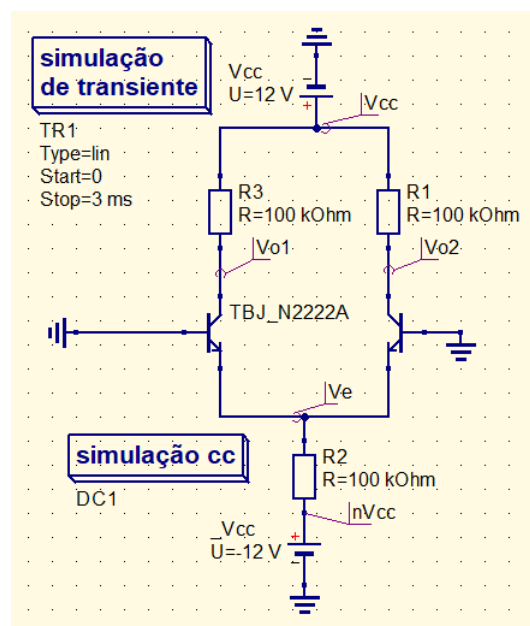 simulação
de transiente
TR1
Type=lin
Start=0
Stop=3 ms
Vcc
U=12 V
−
+
Vcc
R3
R=100 kOhm
R1
R=100 kOhm
Vo1
Vo2
TBJ_N2222A
Ve
simulação cc
DC1
R2
R=100 kOhm
nVcc
_Vcc
U=-12 V
+
−